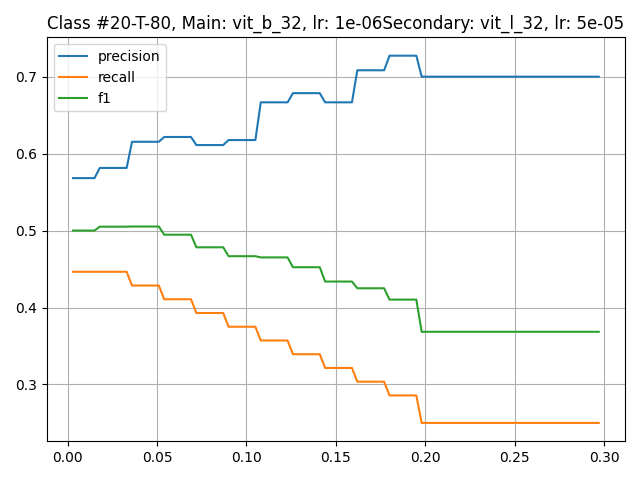 Class #20-T-80, Main: vit_b_32, lr: 1e-06Secondary: vit_l_32, lr: 5e-05
precision
recall
f1
0.7
0.6
0.5
0.4
0.3
0.00 0.05 0.10 0.15 0.20 0.25 0.30